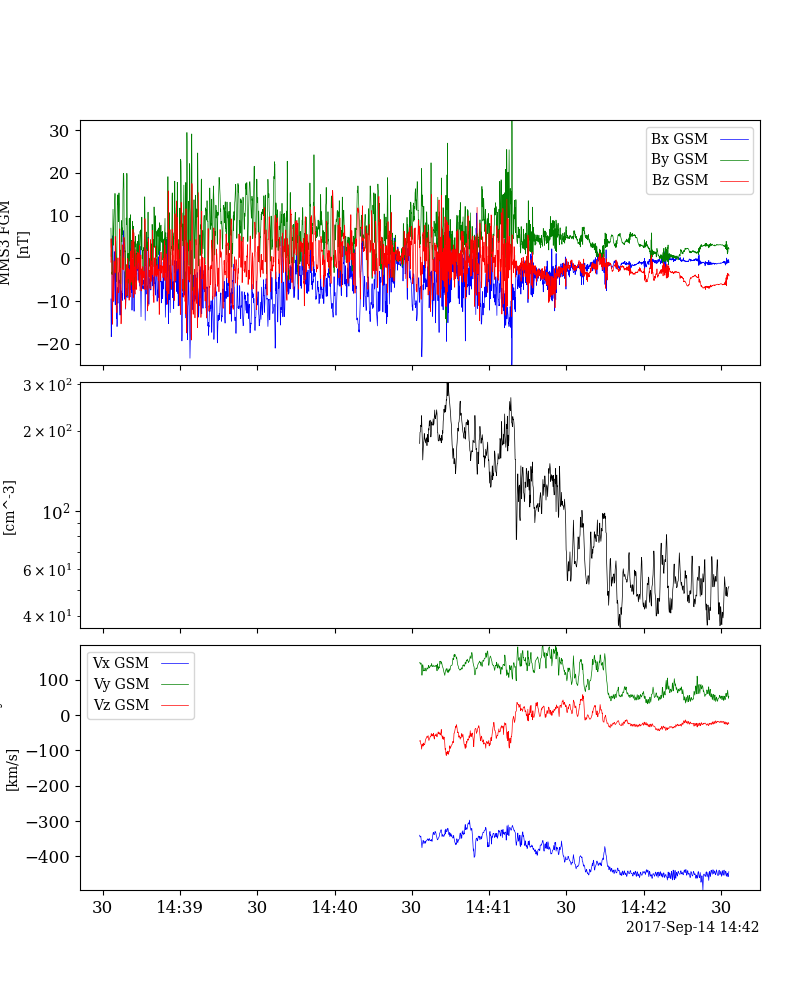 MMS3 FGM
[nT]
30
20
10
0
−10
−20
Bx GSM
By GSM
Bz GSM
[cm^-3]
3 × 10²
2 × 10²
10²
6 × 10¹
4 × 10¹
[km/s]
100
0
−100
−200
−300
−400
Vx GSM
Vy GSM
Vz GSM
30 14:39 30 14:40 30 14:41 30 14:42 30
2017-Sep-14 14:42